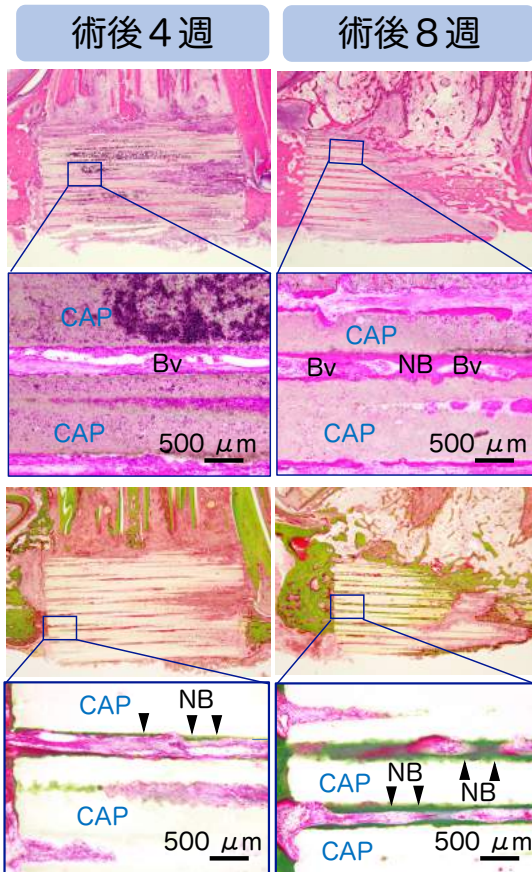 術後4週
術後8週
CAP
Bv
CAP
500 μm
CAP
Bv NB Bv
CAP
500 μm
CAP NB
CAP
500 μm
CAP
NB NB
CAP
500 μm